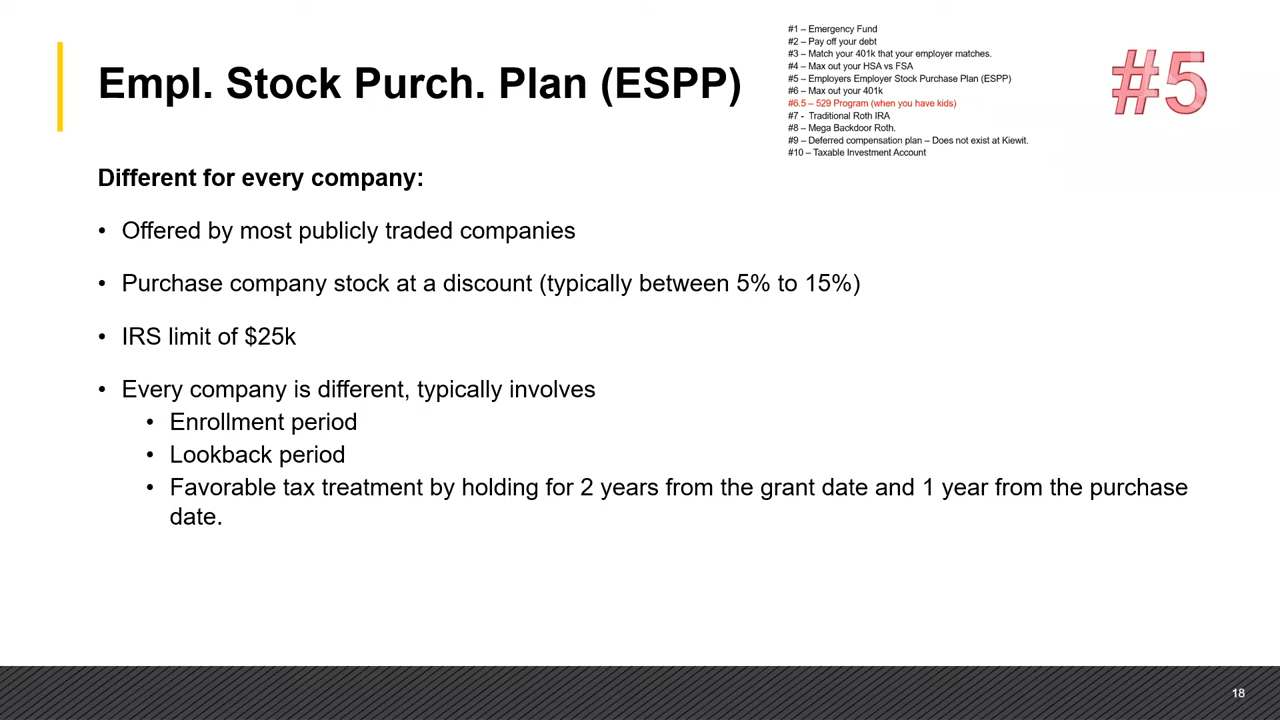 Empl. Stock Purch. Plan (ESPP)
#1 – Emergency Fund
#2 – Pay off your debt
#3 – Match your 401k that your employer matches.
#4 – Max out your HSA vs FSA
#5 – Employers Employer Stock Purchase Plan (ESPP)
#6 – Max out your 401k
#6.5 – 529 Program (when you have kids)
#7 - Traditional Roth IRA
#8 – Mega Backdoor Roth.
#9 – Deferred compensation plan – Does not exist at Kiewit.
#10 – Taxable Investment Account
#5
Different for every company:
• Offered by most publicly traded companies
• Purchase company stock at a discount (typically between 5% to 15%)
• IRS limit of $25k
• Every company is different, typically involves
• Enrollment period
• Lookback period
• Favorable tax treatment by holding for 2 years from the grant date and 1 year from the purchase
date.
18